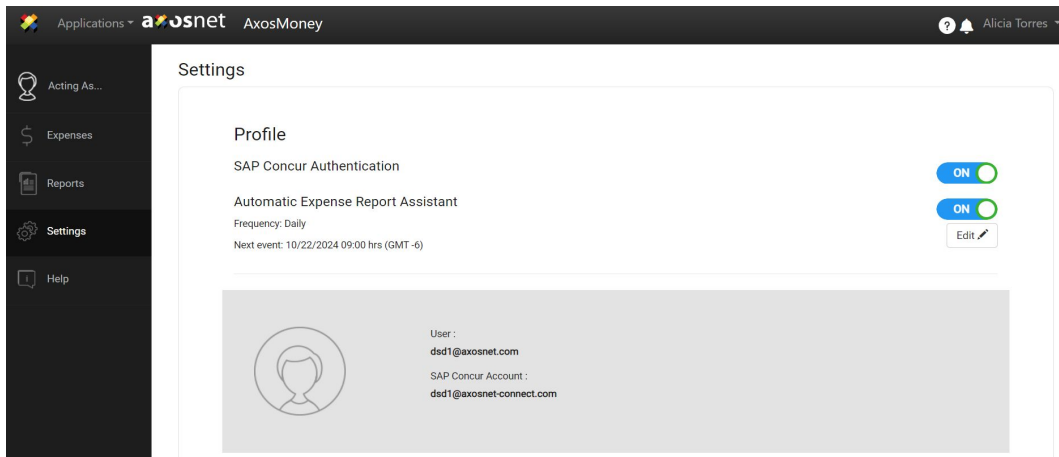 Applications axosnet AxosMoney
? Alicia Torres
Acting As...
Expenses
Reports
Settings
Help
Settings
Profile
SAP Concur Authentication
ON
Automatic Expense Report Assistant
ON
Frequency: Daily
Edit
Next event: 10/22/2024 09:00 hrs (GMT -6)
User :
dsd1@axosnet.com
SAP Concur Account :
dsd1@axosnet-connect.com